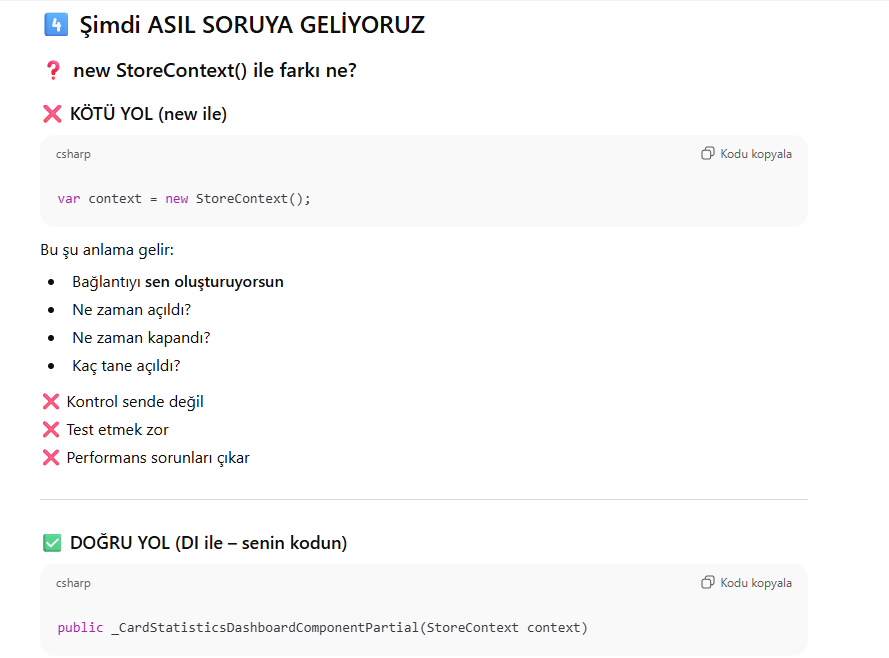 4 Şimdi ASIL SORUYA GELİYORUZ
❓ new StoreContext() ile farkı ne?
❌ KÖTÜ YOL (new ile)
csharp Kodu kopyala
var context = new StoreContext();
Bu şu anlama gelir:
• Bağlantıyı sen oluşturuyorsun
• Ne zaman açıldı?
• Ne zaman kapandı?
• Kaç tane açıldı?
❌ Kontrol sende değil
❌ Test etmek zor
❌ Performans sorunları çıkar
✅ DOĞRU YOL (DI ile – senin kodun)
csharp Kodu kopyala
public _CardStatisticsDashboardComponentPartial(StoreContext context)